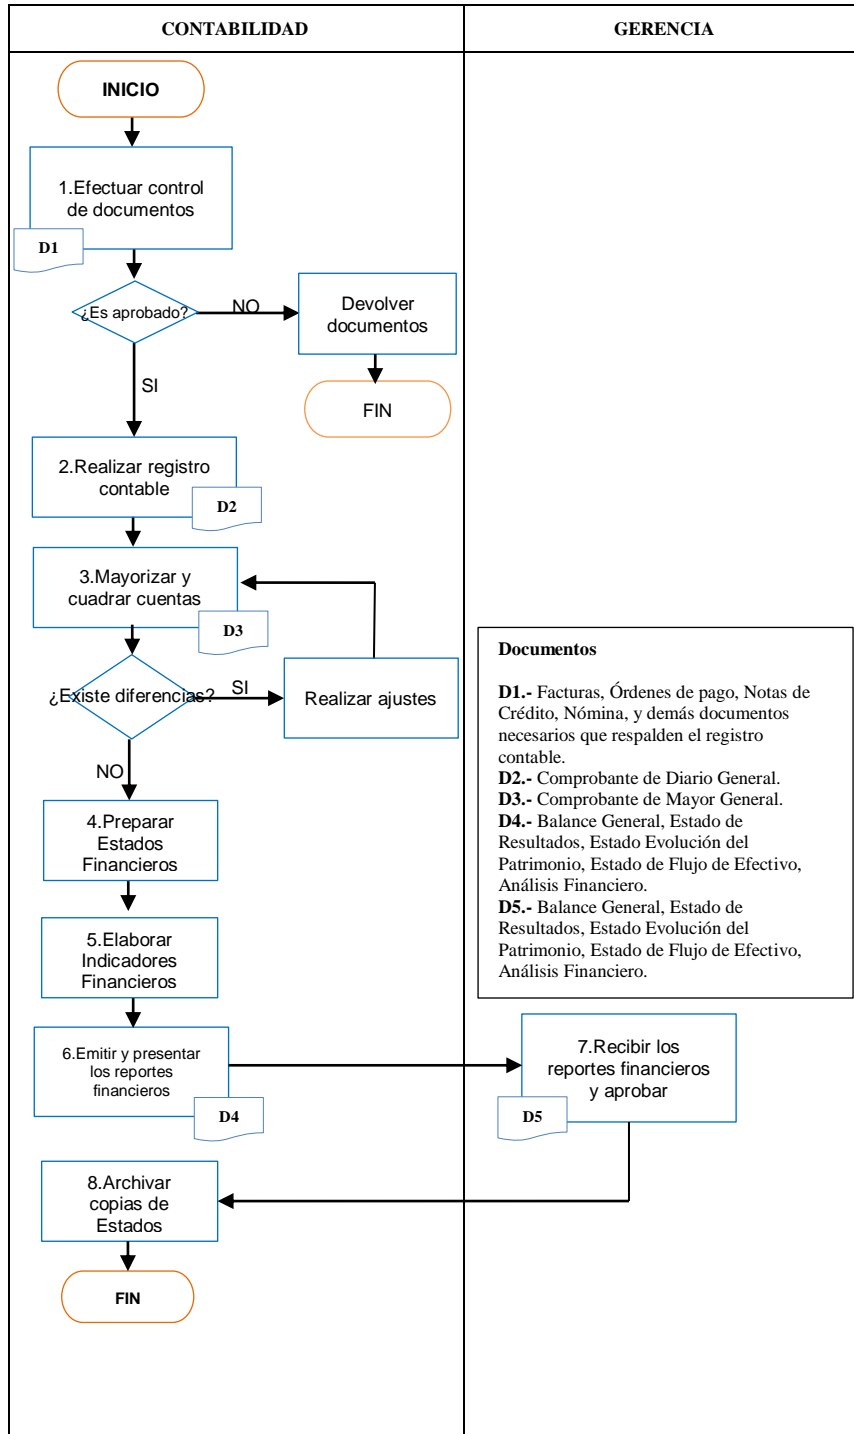 CONTABILIDAD
GERENCIA
INICIO
1.Efectuar control
de documentos
D1
¿Es aprobado?
NO
Devolver
documentos
SI
FIN
2.Realizar registro
contable
D2
3.Mayorizar y
cuadrar cuentas
D3
¿Existe diferencias?
SI
Realizar ajustes
NO
4.Preparar
Estados
Financieros
5.Elaborar
Indicadores
Financieros
6.Emitir y presentar
los reportes
financieros
D4
Documentos
D1.- Facturas, Órdenes de pago, Notas de
Crédito, Nómina, y demás documentos
necesarios que respalden el registro
contable.
D2.- Comprobante de Diario General.
D3.- Comprobante de Mayor General.
D4.- Balance General, Estado de
Resultados, Estado Evolución del
Patrimonio, Estado de Flujo de Efectivo,
Análisis Financiero.
D5.- Balance General, Estado de
Resultados, Estado Evolución del
Patrimonio, Estado de Flujo de Efectivo,
Análisis Financiero.
7.Recibir los
reportes financieros
y aprobar
D5
8.Archivar
copias de
Estados
FIN